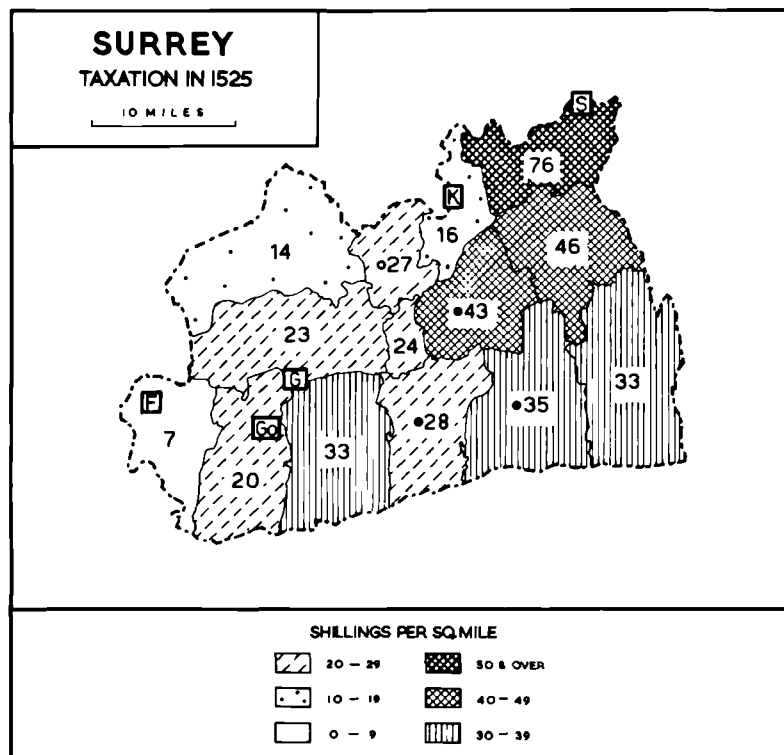 SURREY
TAXATION IN 1525
10 MILES
S
76
K
14
27
16
46
43
23
24
G
33
F
35
28
Go
7
33
20
SHILLINGS PER SQ.MILE
20 – 29
50 & OVER
10 – 19
40 – 49
0 – 9
30 – 39